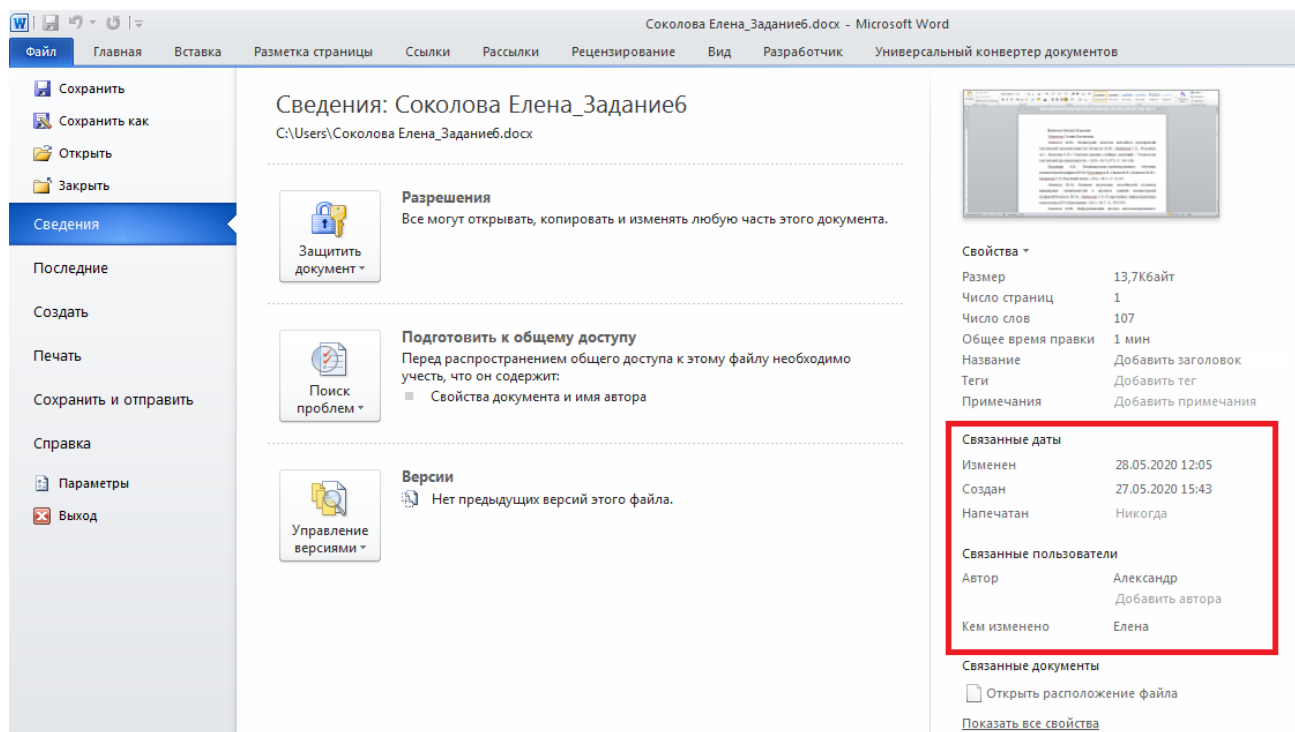 Соколова Елена_Задание6.docx - Microsoft Word
Файл Главная Вставка Разметка страницы Ссылки Рассылки Рецензирование Вид Разработчик Универсальный конвертер документов
Сохранить
Сохранить как
Открыть
Закрыть
Сведения
Последние
Создать
Печать
Сохранить и отправить
Справка
Параметры
Выход
Сведения: Соколова Елена_Задание6
C:\Users\Соколова Елена_Задание6.docx
Защитить
документ
Разрешения
Все могут открывать, копировать и изменять любую часть этого документа.
Поиск
проблем
Подготовить к общему доступу
Перед распространением общего доступа к этому файлу необходимо
учесть, что он содержит:
Свойства документа и имя автора
Управление
версиями
Версии
Нет предыдущих версий этого файла.
Свойства
Размер 13,7Кбайт
Число страниц 1
Число слов 107
Общее время правки 1 мин
Название Добавить заголовок
Теги Добавить тег
Примечания Добавить примечания
Связанные даты
Изменен 28.05.2020 12:05
Создан 27.05.2020 15:43
Напечатан Никогда
Связанные пользователи
Автор Александр
Добавить автора
Кем изменено Елена
Связанные документы
Открыть расположение файла
Показать все свойства